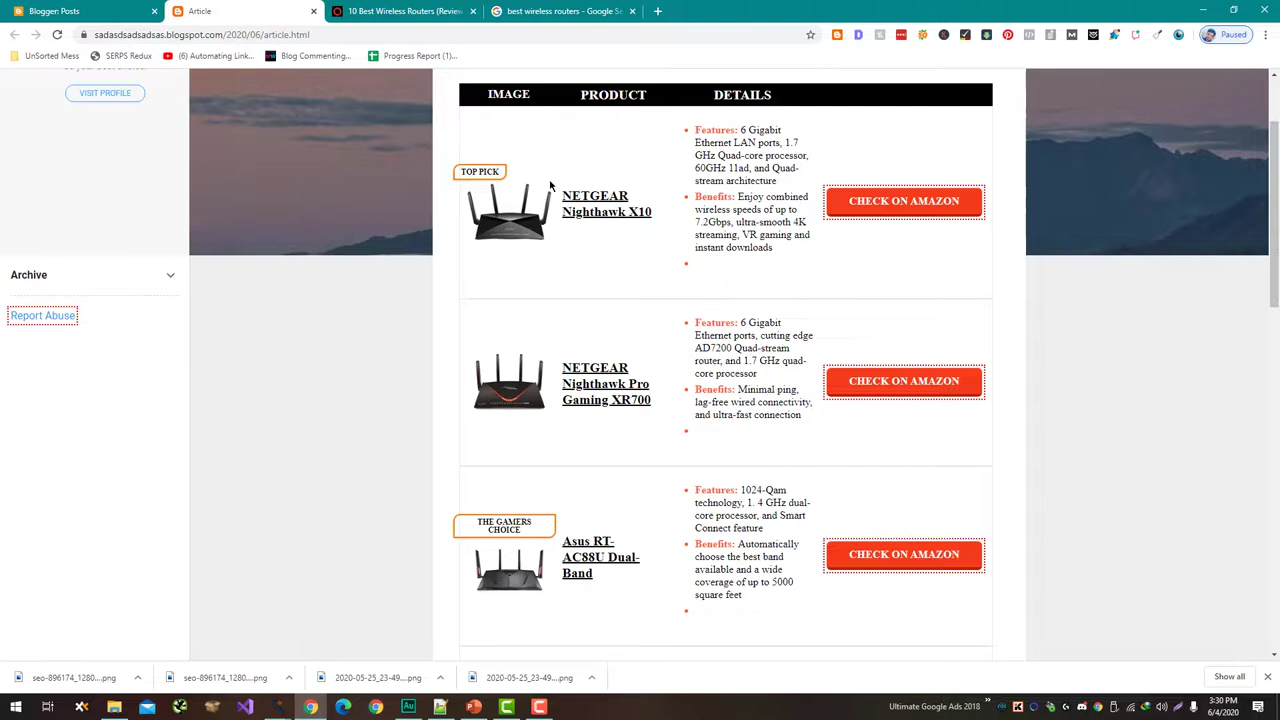 Blogger: Posts
Article
10 Best Wireless Routers (Review
best wireless routers - Google Se
sadasdsadsadsas.blogspot.com/2020/06/article.html
Paused
UnSorted Mess
SERPS Redux
(6) Automating Link...
Blog Commenting...
Progress Report (1)...
VISIT PROFILE
Archive
Report Abuse
IMAGE PRODUCT DETAILS
TOP PICK
NETGEAR
Nighthawk X10
Features: 6 Gigabit
Ethernet LAN ports, 1.7
GHz Quad-core processor,
60GHz 11ad, and Quad-
stream architecture
Benefits: Enjoy combined
wireless speeds of up to
7.2Gbps, ultra-smooth 4K
streaming, VR gaming and
instant downloads
CHECK ON AMAZON
NETGEAR
Nighthawk Pro
Gaming XR700
Features: 6 Gigabit
Ethernet ports, cutting edge
AD7200 Quad-stream
router, and 1.7 GHz quad-
core processor
Benefits: Minimal ping,
lag-free wired connectivity,
and ultra-fast connection
CHECK ON AMAZON
THE GAMERS
CHOICE
Asus RT-
AC88U Dual-
Band
Features: 1024-Qam
technology, 1. 4 GHz dual-
core processor, and Smart
Connect feature
Benefits: Automatically
choose the best band
available and a wide
coverage of up to 5000
square feet
CHECK ON AMAZON
seo-896174_1280....png
seo-896174_1280....png
2020-05-25_23-49....png
2020-05-25_23-49....png
Show all
Ultimate Google Ads 2018
3:30 PM
6/4/2020